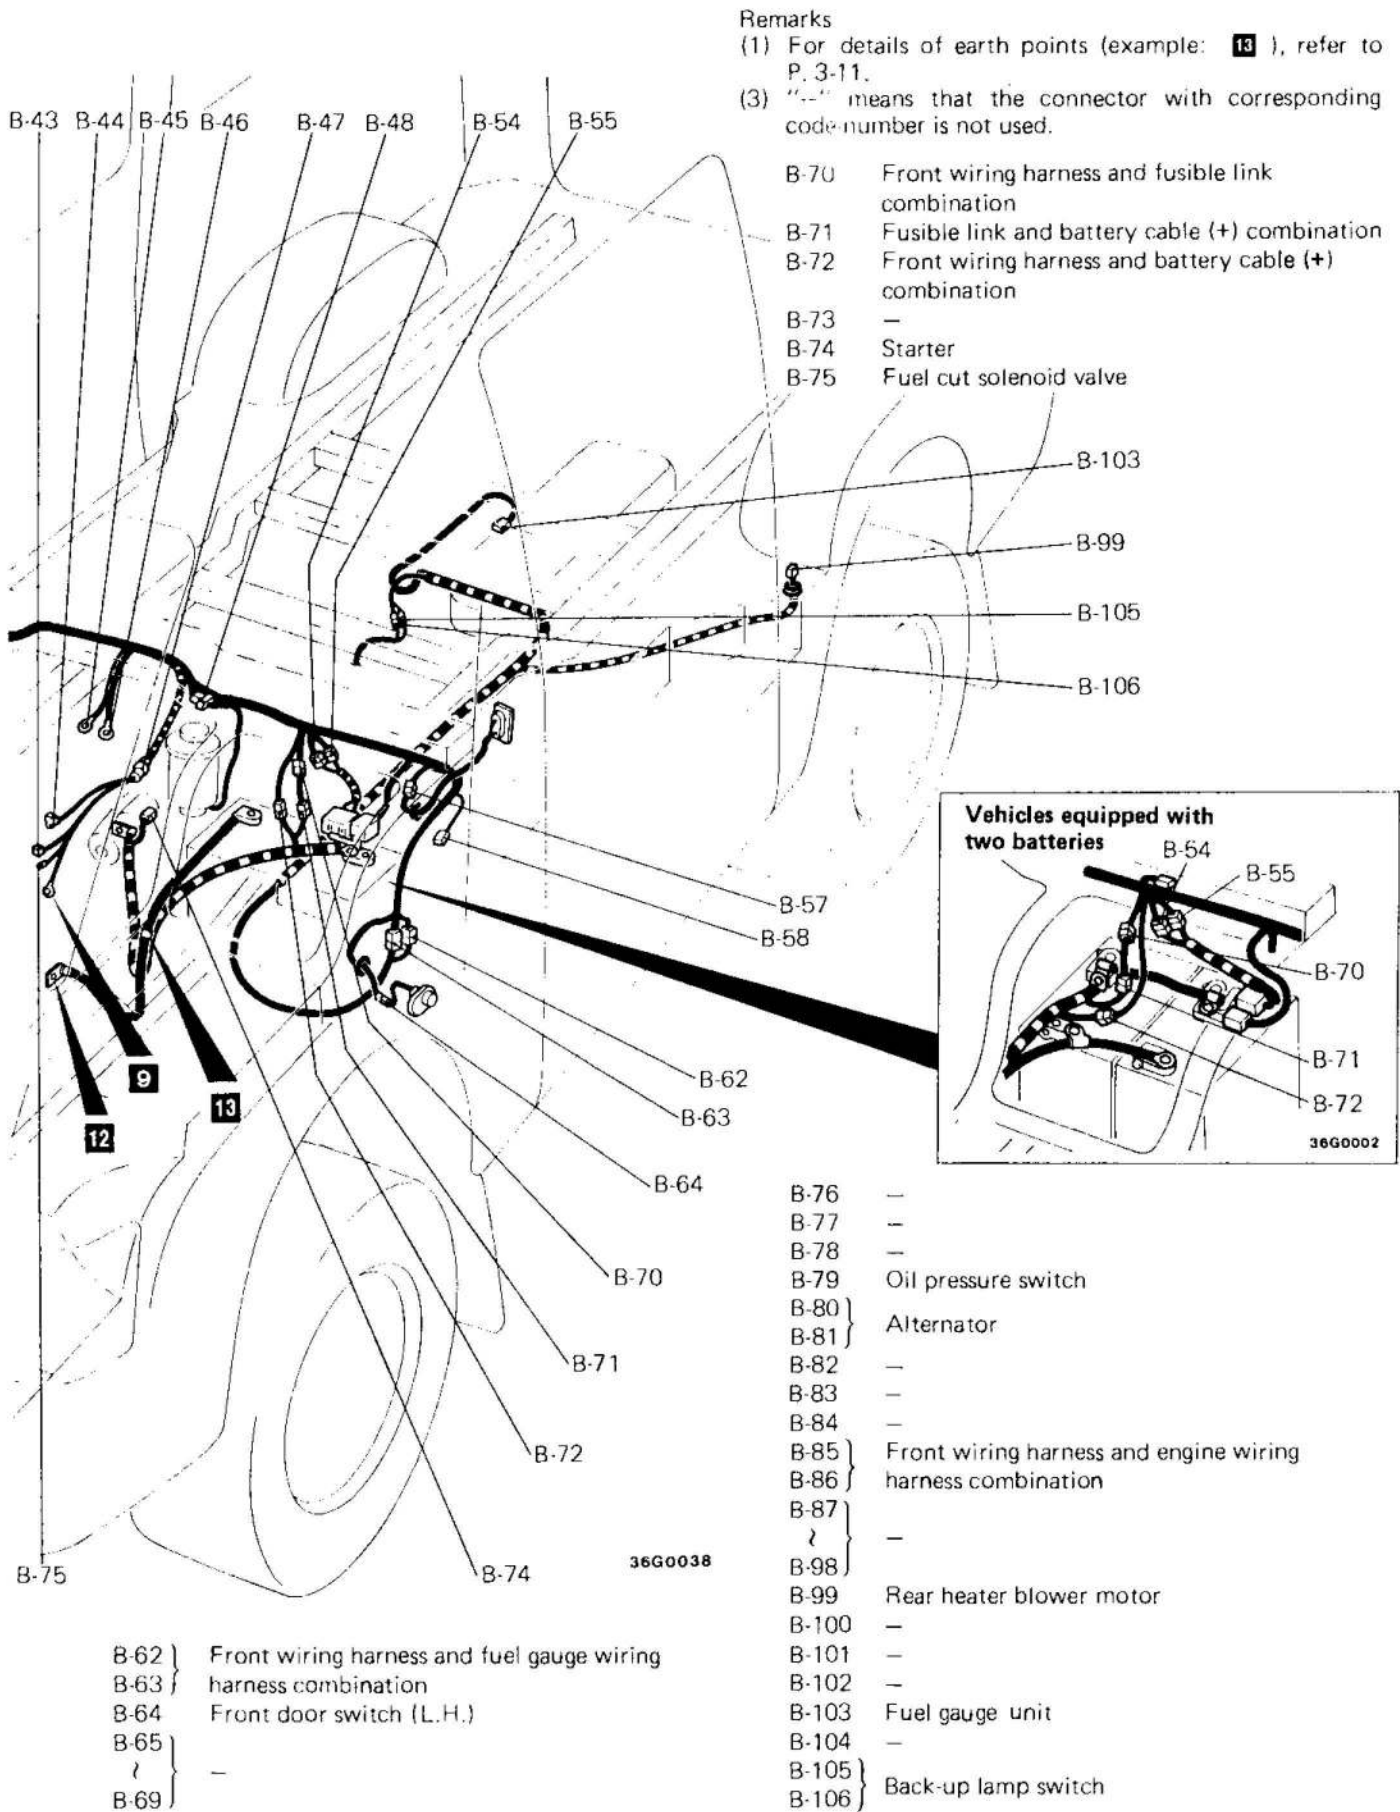 Remarks
(1) For details of earth points (example: 13 ), refer to
P. 3-11.
(3) "--" means that the connector with corresponding
code number is not used.
B-43 B-44 B-45 B-46 B-47 B-48 B-54 B-55
B-70 Front wiring harness and fusible link
combination
B-71 Fusible link and battery cable (+) combination
B-72 Front wiring harness and battery cable (+)
combination
B-73 —
B-74 Starter
B-75 Fuel cut solenoid valve
B-103
B-99
B-105
B-106
Vehicles equipped with
two batteries
B-54
B-55
B-70
B-71
B-72
36G0002
B-57
B-58
9
13
12
B-62
B-63
B-64
B-70
B-71
B-72
B-74
B-75
36G0038
B-62 } Front wiring harness and fuel gauge wiring
B-63 } harness combination
B-64 Front door switch (L.H.)
B-65
~ } —
B-69
B-76 —
B-77 —
B-78 —
B-79 Oil pressure switch
B-80
B-81 } Alternator
B-82 —
B-83 —
B-84 —
B-85 } Front wiring harness and engine wiring
B-86 } harness combination
B-87
~ } —
B-98
B-99 Rear heater blower motor
B-100 —
B-101 —
B-102 —
B-103 Fuel gauge unit
B-104 —
B-105
B-106 } Back-up lamp switch